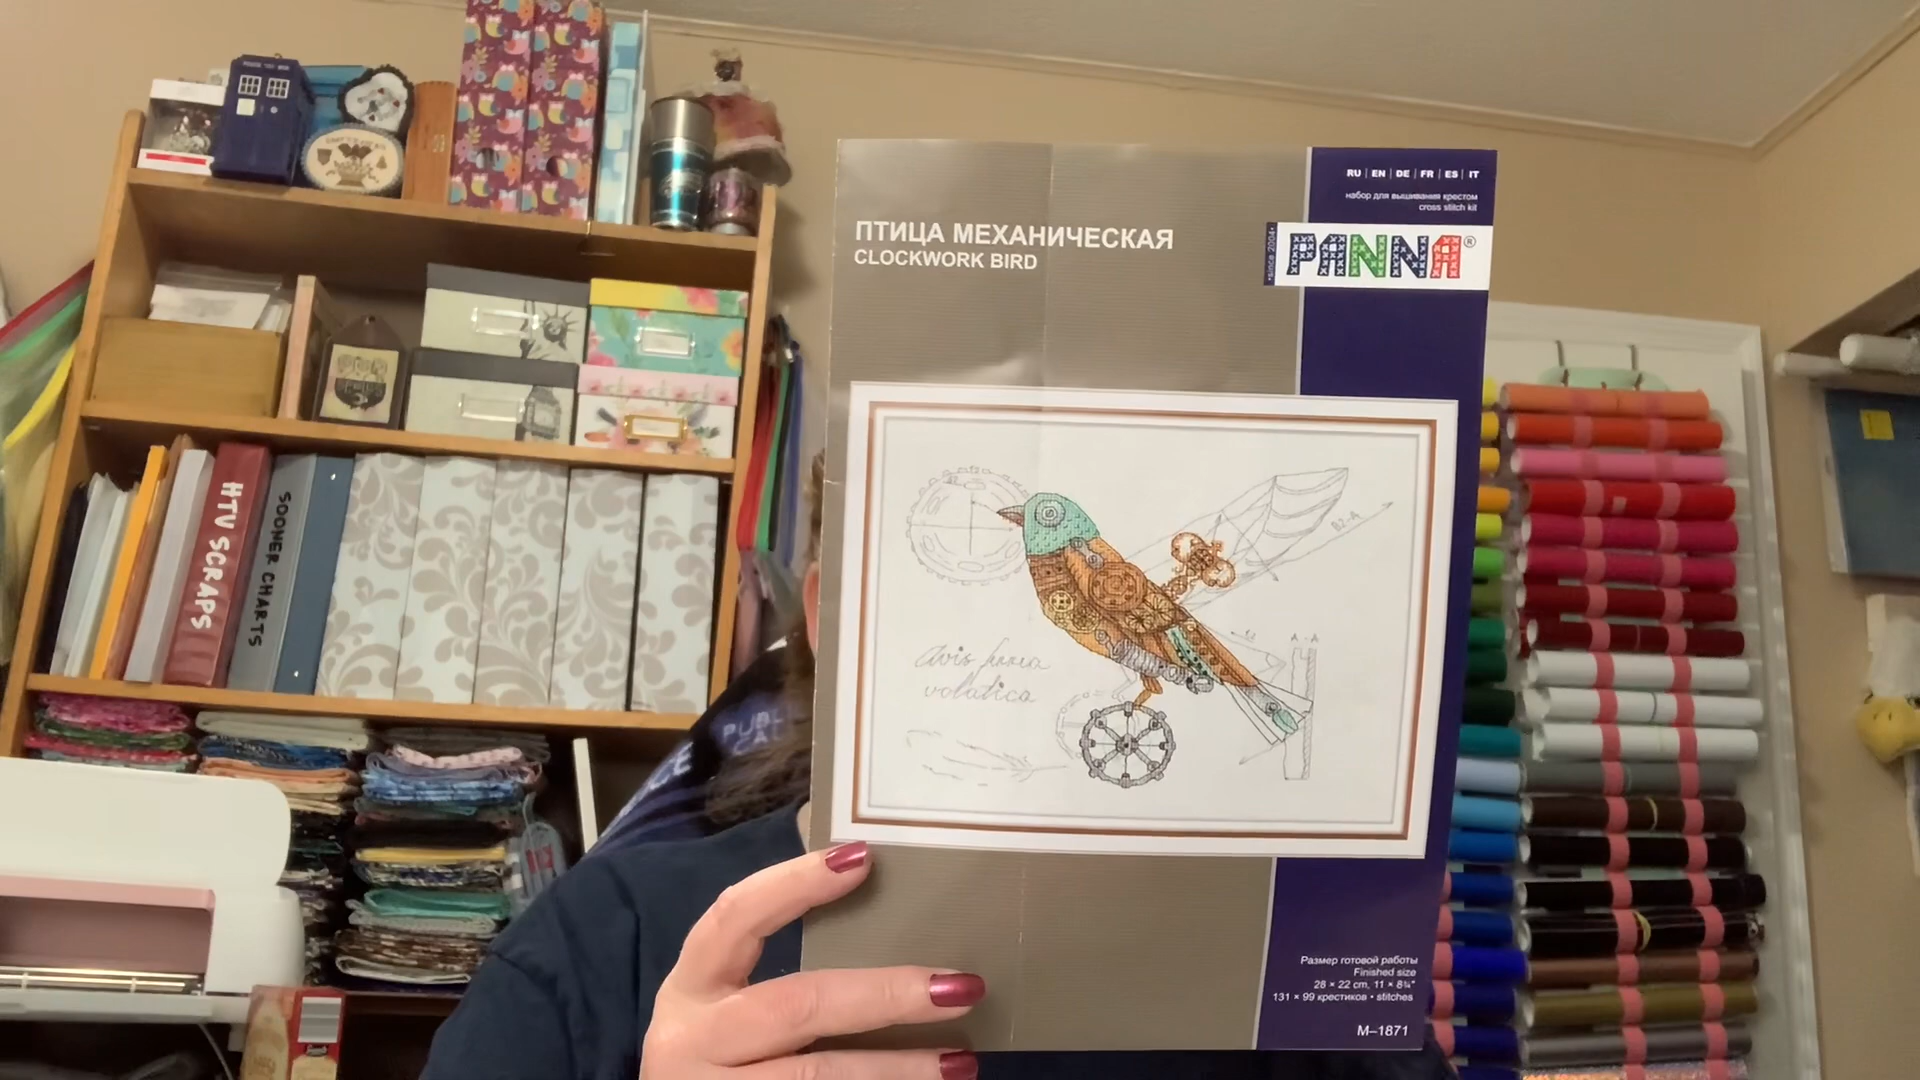 ПТИЦА МЕХАНИЧЕСКАЯ
CLOCKWORK BIRD
RU | EN | DE | FR | ES | IT
набор для вышивания крестом
cross stitch kit
•since 2004•
PANNA®
B2-A
A - A
volatica
Размер готовой работы
Finished size
28 × 22 cm, 11 × 8¾"
131 × 99 крестиков • stitches
M–1871
HTV SCRAPS
SOONER CHARTS